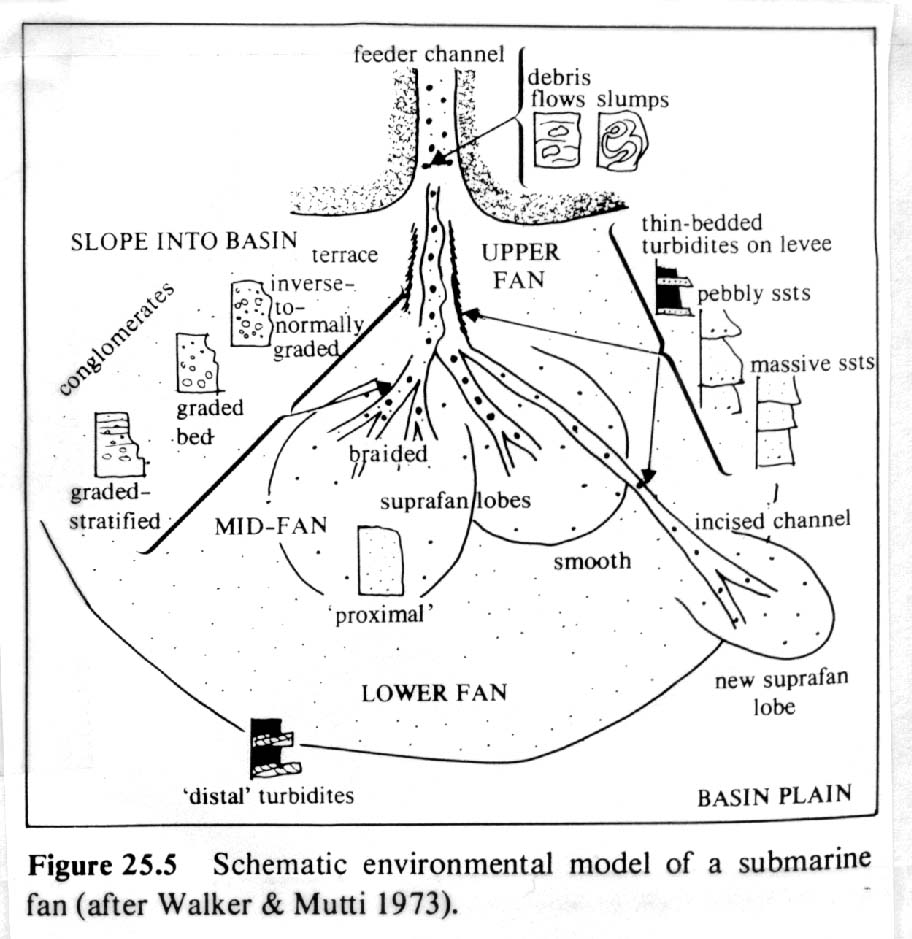 feeder channel
debris
flows slumps
SLOPE INTO BASIN
terrace
UPPER
FAN
thin-bedded
turbidites on levee
pebbly ssts
massive ssts
conglomerates
inverse-
to-
normally
graded
graded
bed
graded-
stratified
braided
suprafan lobes
MID-FAN
smooth
incised channel
'proximal'
LOWER FAN
new suprafan
lobe
'distal' turbidites
BASIN PLAIN
Figure 25.5 Schematic environmental model of a submarine
fan (after Walker & Mutti 1973).